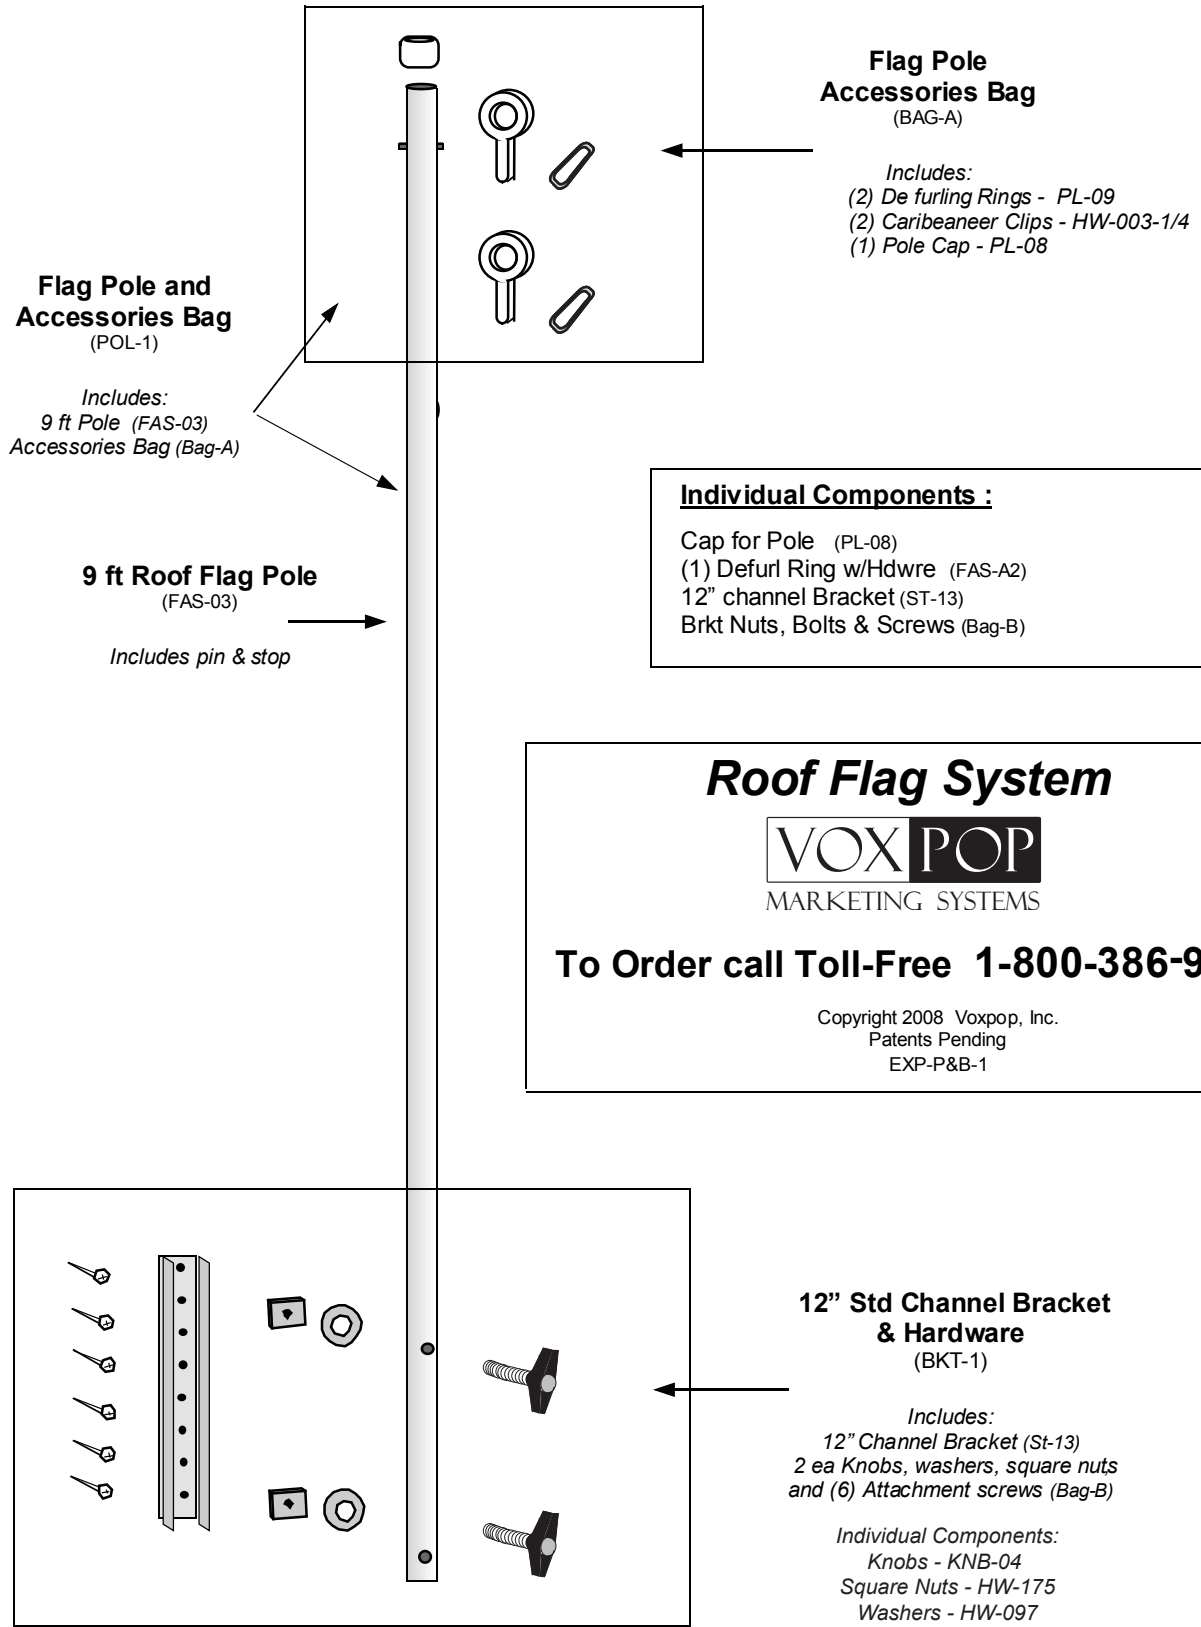 Flag Pole
Accessories Bag
(BAG-A)
Includes:
(2) De furling Rings - PL-09
(2) Caribeaneer Clips - HW-003-1/4
(1) Pole Cap - PL-08
Flag Pole and
Accessories Bag
(POL-1)
Includes:
9 ft Pole (FAS-03)
Accessories Bag (Bag-A)
9 ft Roof Flag Pole
(FAS-03)
Includes pin & stop
Individual Components :
Cap for Pole (PL-08)
(1) Defurl Ring w/Hdwre (FAS-A2)
12” channel Bracket (ST-13)
Brkt Nuts, Bolts & Screws (Bag-B)
Roof Flag System
VOX POP
MARKETING SYSTEMS
To Order call Toll-Free 1-800-386-9
Copyright 2008 Voxpop, Inc.
Patents Pending
EXP-P&B-1
12” Std Channel Bracket
& Hardware
(BKT-1)
Includes:
12” Channel Bracket (St-13)
2 ea Knobs, washers, square nuts,
and (6) Attachment screws (Bag-B)
Individual Components:
Knobs - KNB-04
Square Nuts - HW-175
Washers - HW-097